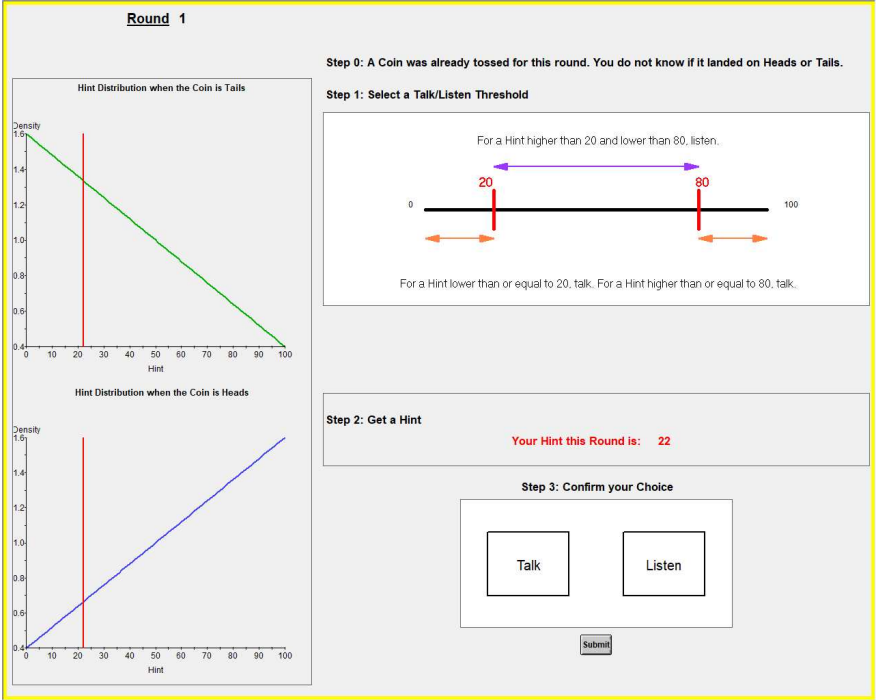 Round 1
Step 0: A Coin was already tossed for this round. You do not know if it landed on Heads or Tails.
Hint Distribution when the Coin is Tails
Step 1: Select a Talk/Listen Threshold
Density
1.6
1.4
1.2
1.0
0.8
0.6
0.4
0 10 20 30 40 50 60 70 80 90 100
Hint
For a Hint higher than 20 and lower than 80, listen.
20 80
0 100
For a Hint lower than or equal to 20, talk. For a Hint higher than or equal to 80, talk.
Hint Distribution when the Coin is Heads
Density
1.6
1.4
1.2
1.0
0.8
0.6
0.4
0 10 20 30 40 50 60 70 80 90 100
Hint
Step 2: Get a Hint
Your Hint this Round is: 22
Step 3: Confirm your Choice
Talk Listen
Submit